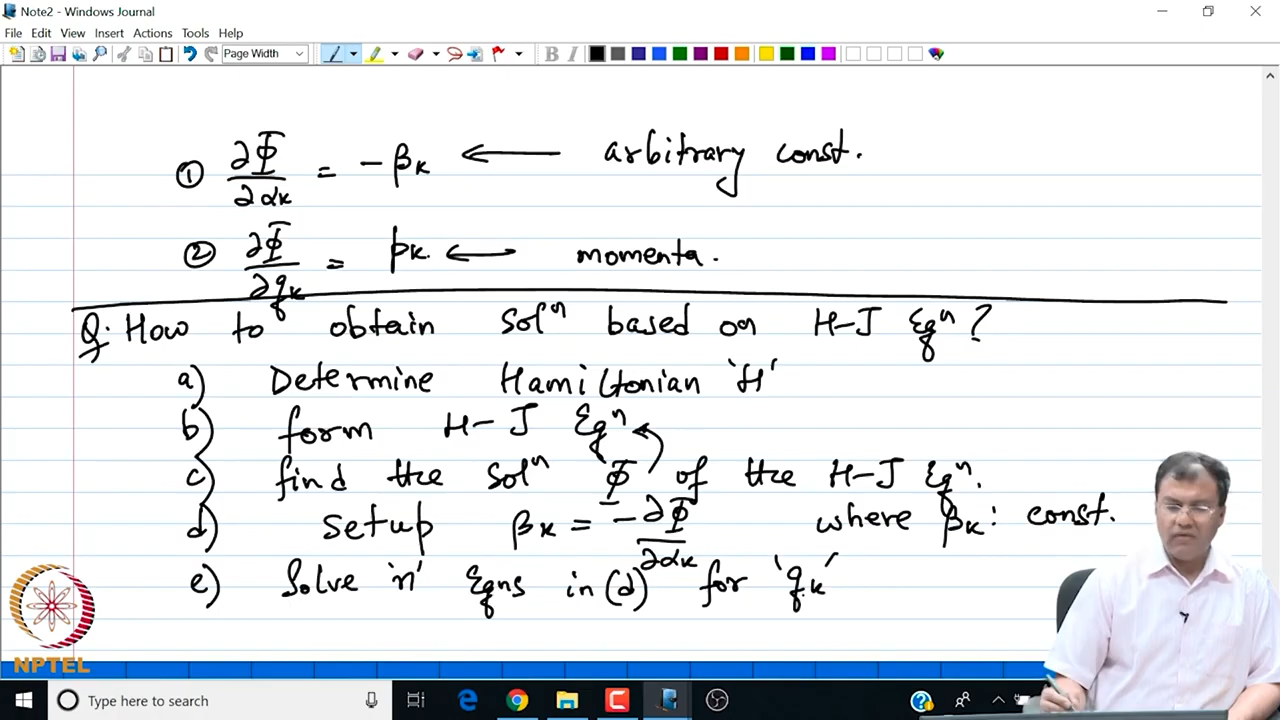 Note2 - Windows Journal
File Edit View Insert Actions Tools Help
Page Width
B I
① ∂Φ/∂αk = -βk ← arbitrary const.
② ∂Φ/∂qk = pk. ↔ momenta.
Q: How to obtain Solⁿ based on H-J Eqⁿ?
a) Determine Hamiltonian 'H'
b) form H-J Eqⁿ
c) find the Solⁿ Φ of the H-J Eqⁿ.
d) setup βk = -∂Φ/∂αk where βk: const.
e) Solve 'n' Eqns in (d) for 'qk'
NPTEL
Type here to search